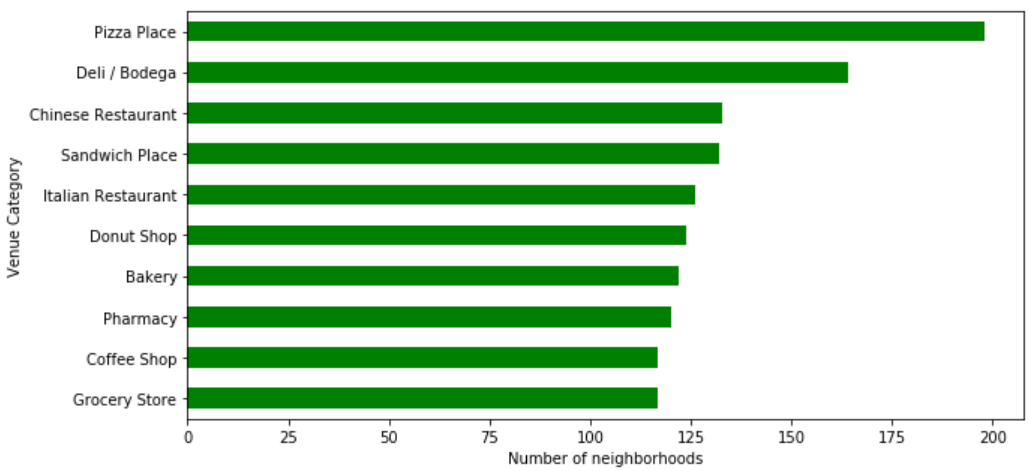 Pizza Place
Deli / Bodega
Chinese Restaurant
Sandwich Place
Italian Restaurant
Donut Shop
Bakery
Pharmacy
Coffee Shop
Grocery Store
Venue Category
0 25 50 75 100 125 150 175 200
Number of neighborhoods